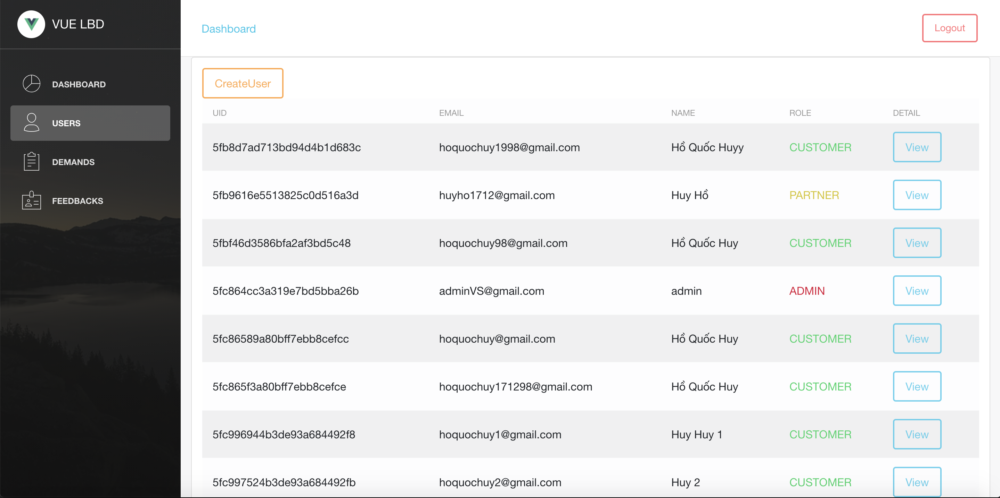 VUE LBD
DASHBOARD
USERS
DEMANDS
FEEDBACKS
Dashboard
Logout
CreateUser
UID EMAIL NAME ROLE DETAIL
5fb8d7ad713bd94d4b1d683c hoquochuy1998@gmail.com Hồ Quốc Huyy CUSTOMER View
5fb9616e5513825c0d516a3d huyho1712@gmail.com Huy Hồ PARTNER View
5fbf46d3586bfa2af3bd5c48 hoquochuy98@gmail.com Hồ Quốc Huy CUSTOMER View
5fc864cc3a319e7bd5bba26b adminVS@gmail.com admin ADMIN View
5fc86589a80bff7ebb8cefcc hoquochuy@gmail.com Hồ Quốc Huy CUSTOMER View
5fc865f3a80bff7ebb8cefce hoquochuy171298@gmail.com Hồ Quốc Huy CUSTOMER View
5fc996944b3de93a684492f8 hoquochuy1@gmail.com Huy Huy 1 CUSTOMER View
5fc997524b3de93a684492fb hoquochuy2@gmail.com Huy 2 CUSTOMER View